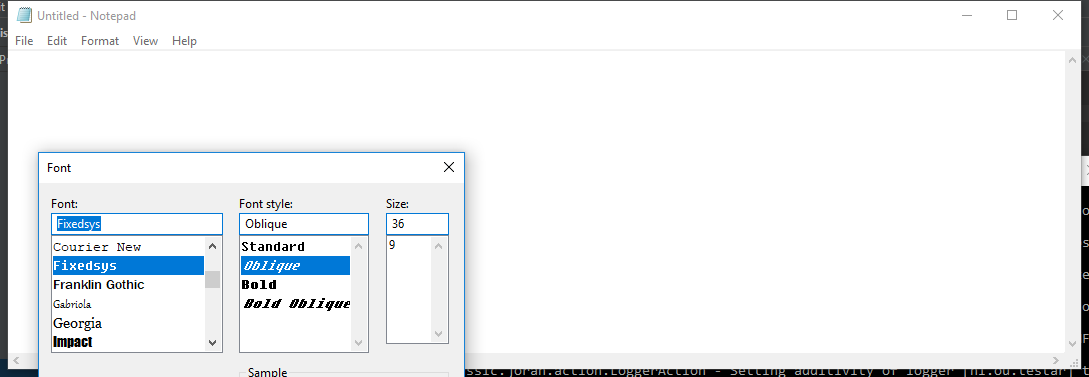 Untitled - Notepad
File Edit Format View Help
Font
Font: Font style: Size:
Fixedsys Oblique 36
Courier New Standard 9
Fixedsys Oblique
Franklin Gothic Bold
Gabriola Bold Oblique
Georgia
Impact
Sample
ssic.joran.action.LoggerAction - Setting additivity of logger [nl.ou.testar]